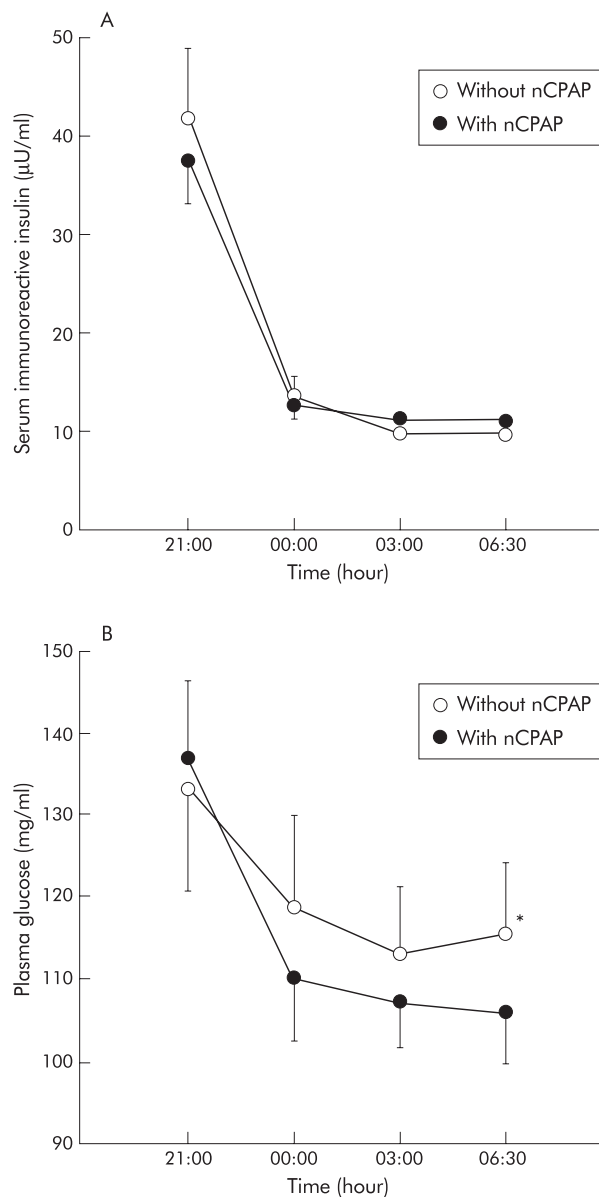 A
50
40
30
20
10
0
Serum immunoreactive insulin (μU/ml)
Without nCPAP
With nCPAP
21:00 00:00 03:00 06:30
Time (hour)
B
150
140
130
120
110
100
90
Plasma glucose (mg/ml)
Without nCPAP
With nCPAP
*
21:00 00:00 03:00 06:30
Time (hour)